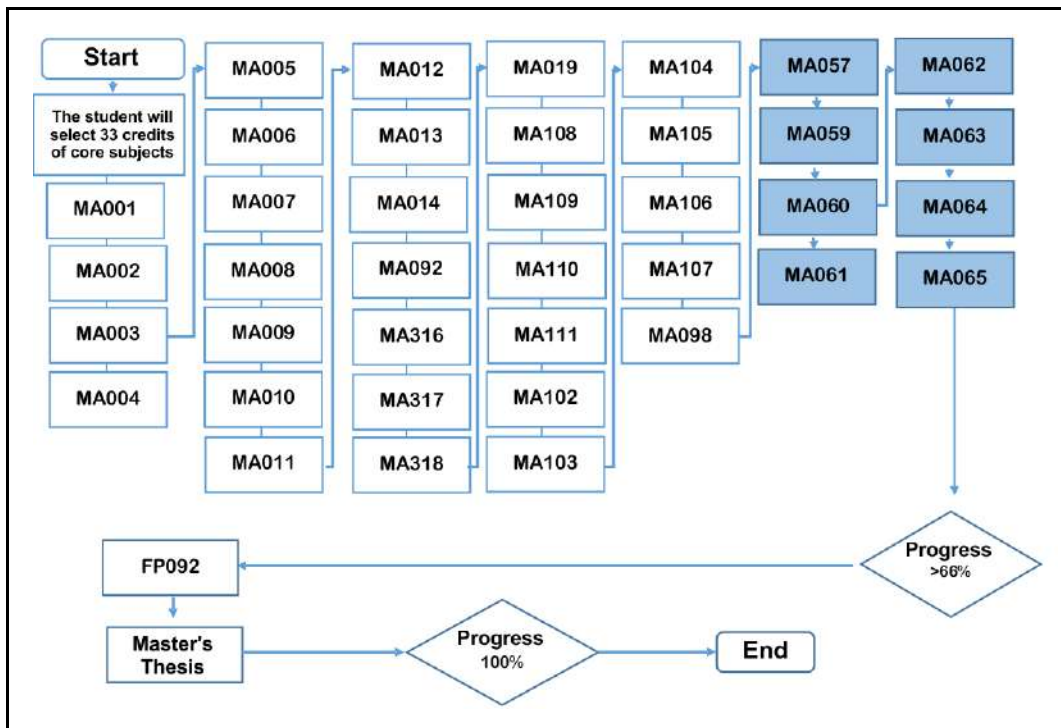 Start
The student will
select 33 credits
of core subjects
MA001
MA002
MA003
MA004
MA005
MA006
MA007
MA008
MA009
MA010
MA011
MA012
MA013
MA014
MA092
MA316
MA317
MA318
MA019
MA108
MA109
MA110
MA111
MA102
MA103
MA104
MA105
MA106
MA107
MA098
MA057
MA059
MA060
MA061
MA062
MA063
MA064
MA065
Progress
>66%
FP092
Master's
Thesis
Progress
100%
End